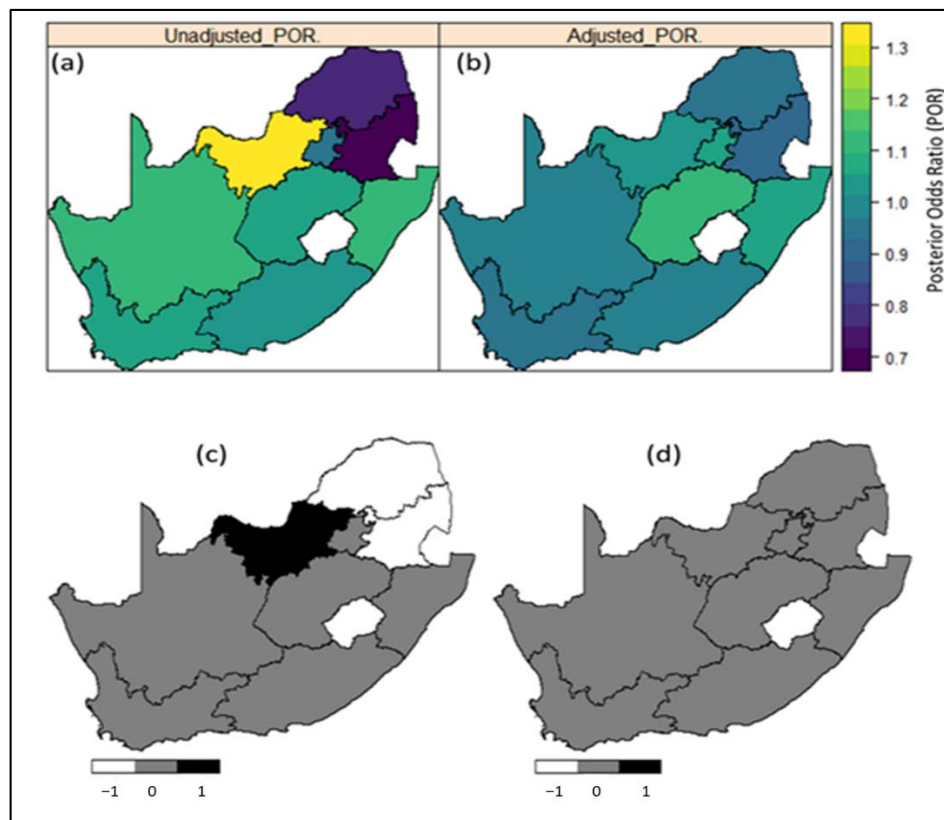 Unadjusted_POR.
Adjusted_POR.
(a)
(b)
1.3
1.2
1.1
1.0
0.9
0.8
0.7
Posterior Odds Ratio (POR)
(c)
(d)
−1 0 1
−1 0 1